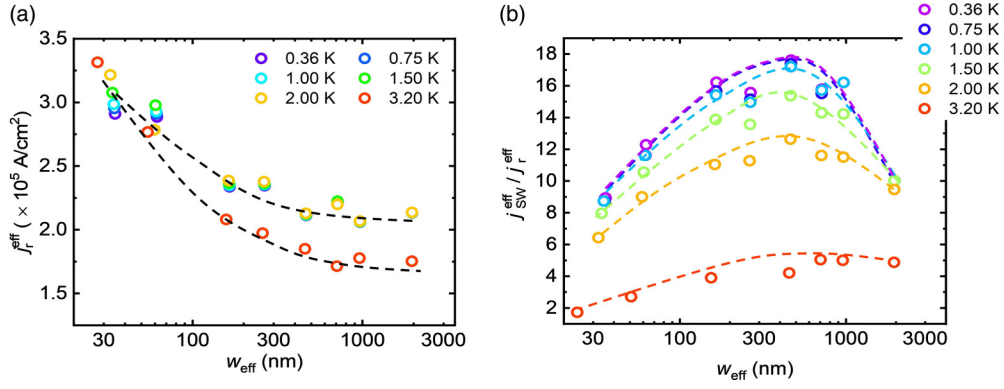 (a)
3.5
3.0
2.5
2.0
1.5
j_r^eff (× 10^5 A/cm^2)
0.36 K
0.75 K
1.00 K
1.50 K
2.00 K
3.20 K
30
100
1000
3000
w_eff (nm)
(b)
18
16
14
12
10
8
6
4
2
j_SW^eff / j_r^eff
0.36 K
0.75 K
1.00 K
1.50 K
2.00 K
3.20 K
30
100
1000
3000
w_eff (nm)